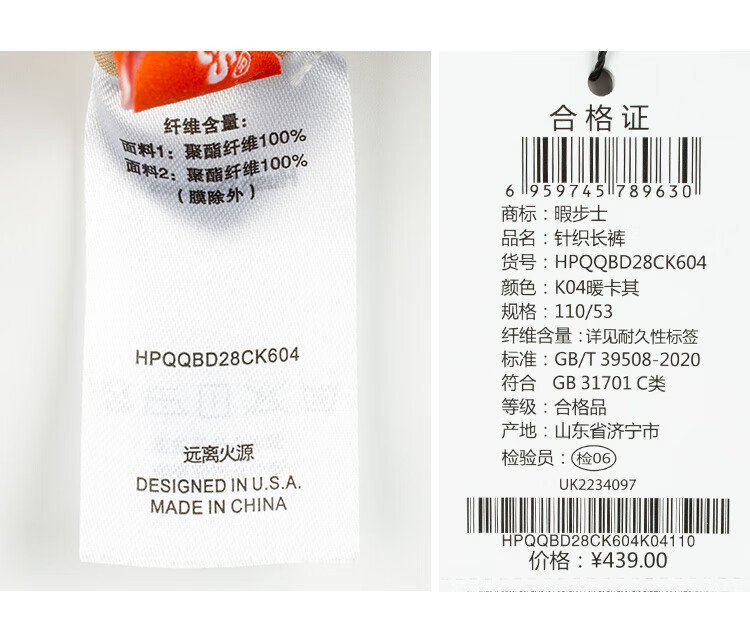 S®
纤维含量：
面料1：聚酯纤维100%
面料2：聚酯纤维100%
（膜除外）
HPQQBD28CK604
远离火源
DESIGNED IN U.S.A.
MADE IN CHINA
合格证
6 959745 789630
商标：暇步士
品名：针织长裤
货号：HPQQBD28CK604
颜色：K04暖卡其
规格：110/53
纤维含量：详见耐久性标签
标准：GB/T 39508-2020
符合 GB 31701 C类
等级：合格品
产地：山东省济宁市
检验员：检06
UK2234097
HPQQBD28CK604K04110
价格：¥439.00